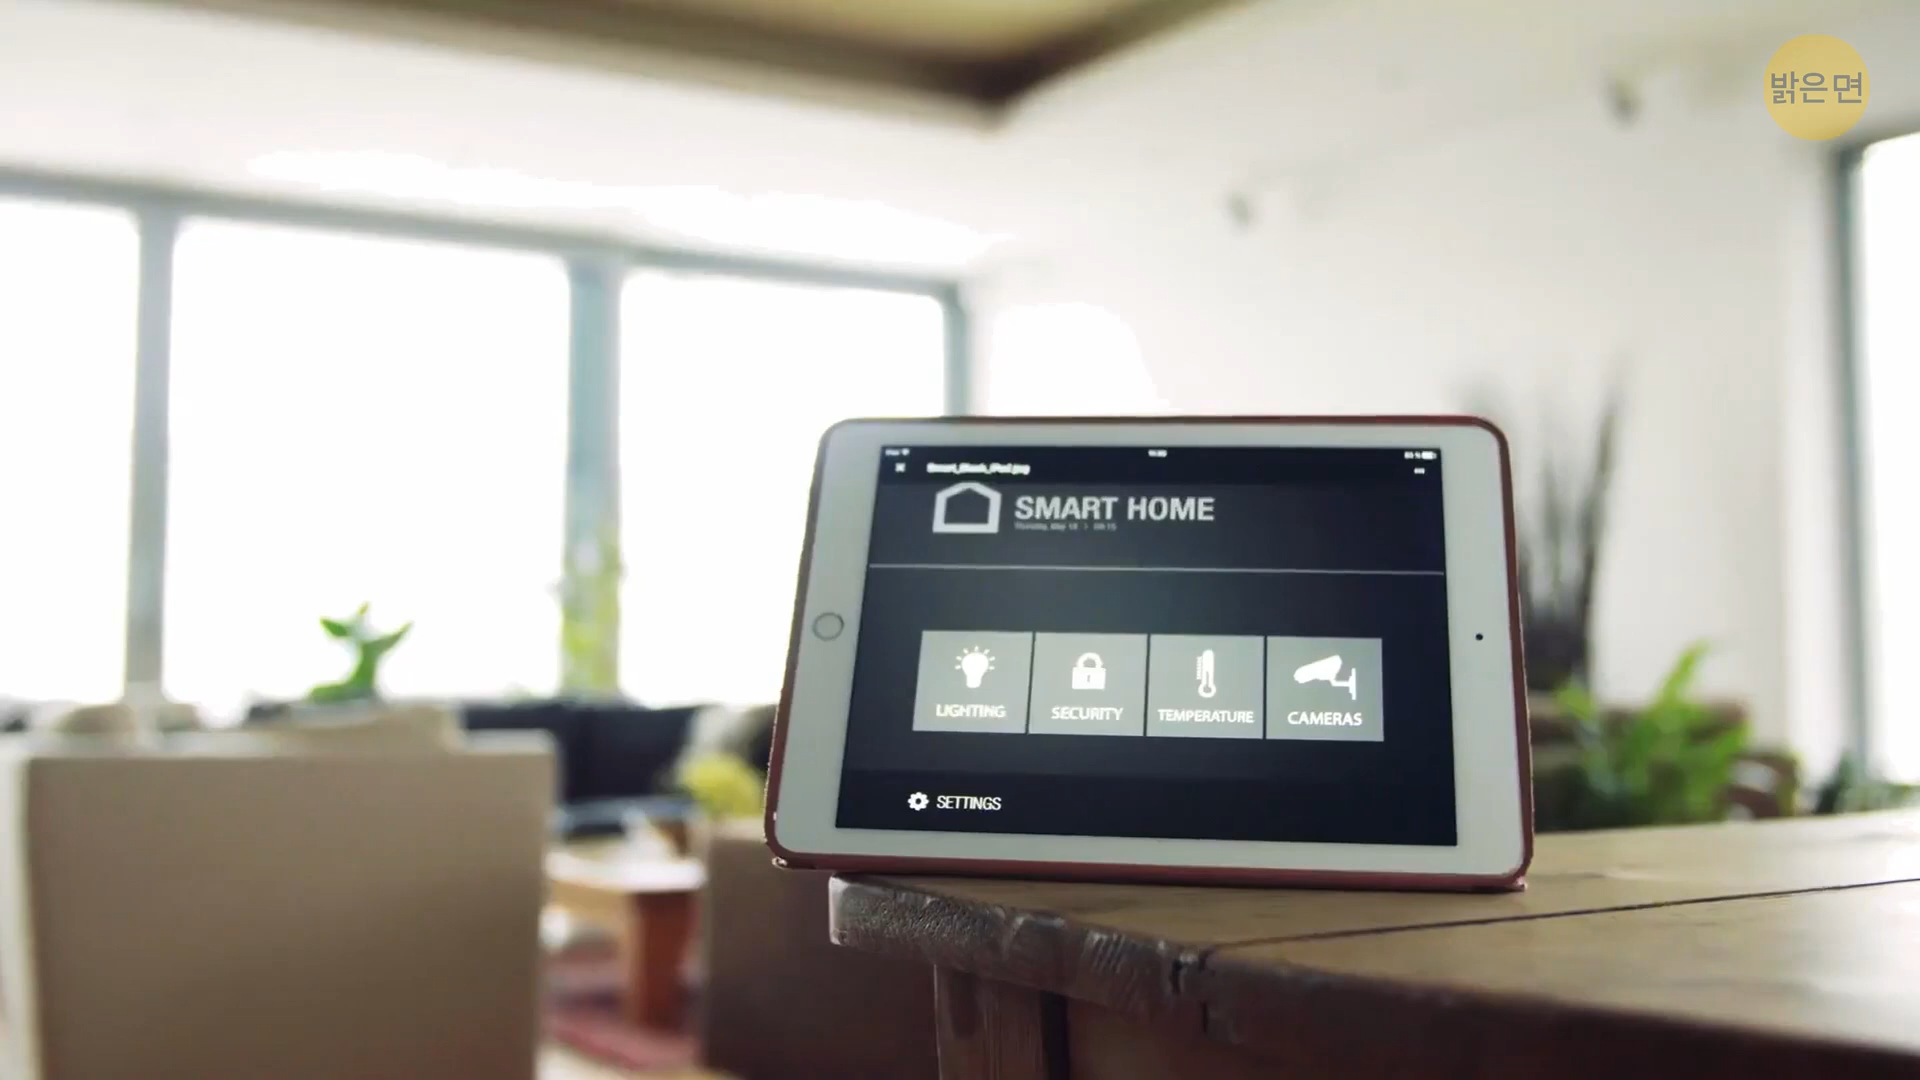 밝은면
SMART HOME
LIGHTING
SECURITY
TEMPERATURE
CAMERAS
SETTINGS